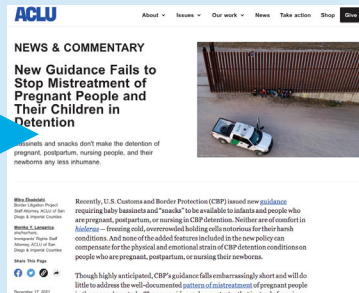 ACLU
About Issues Our work News Take action Shop Give
NEWS & COMMENTARY
New Guidance Fails to
Stop Mistreatment of
Pregnant People and
Their Children in
Detention
Bassinets and snacks don't make the detention of
pregnant, postpartum, nursing people, and their
newborns any less inhumane.
Border Litigation Project
Staff Attorney, ACLU of San
Diego & Imperial Counties
Monika Y. Langarica
she/her/hers,
Immigrants' Rights Staff
Attorney, ACLU of San
Diego & Imperial Counties
Share This Page
December 17, 2021
Recently, U.S. Customs and Border Protection (CBP) issued new guidance
requiring baby bassinets and "snacks" to be available to infants and people who
are pregnant, postpartum, or nursing in CBP detention. Neither are of comfort in
hieleras — freezing cold, overcrowded holding cells notorious for their harsh
conditions. And none of the added features included in the new policy can
compensate for the physical and emotional strain of CBP detention conditions on
people who are pregnant, postpartum, or nursing their newborns.
Though highly anticipated, CBP's guidance falls embarrassingly short and will do
little to address the well-documented pattern of mistreatment of pregnant people